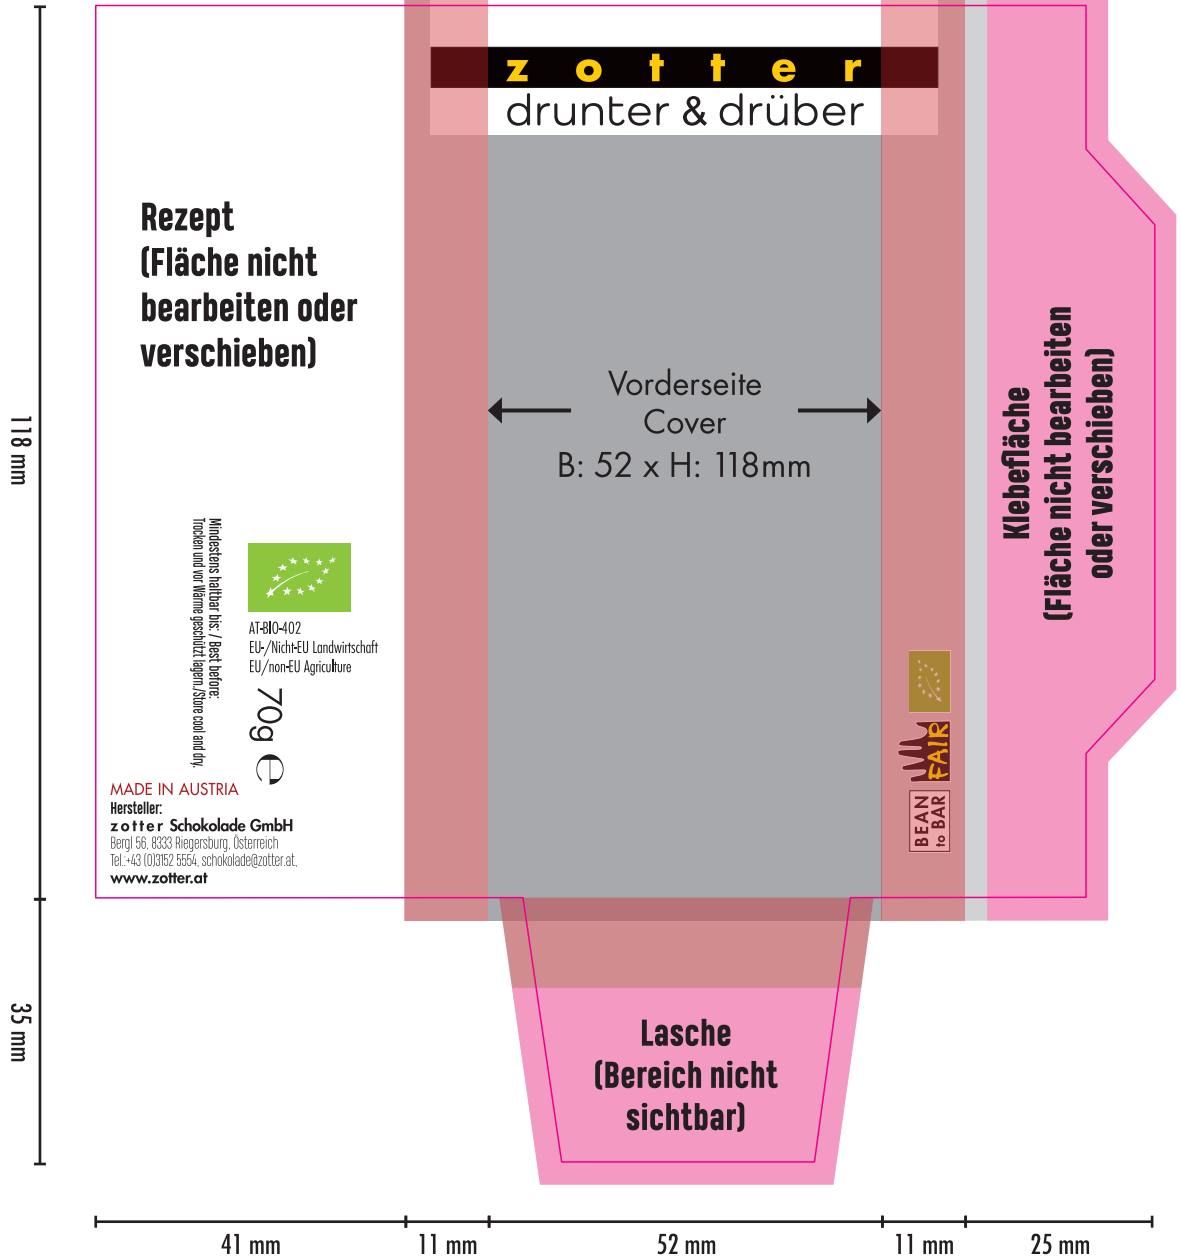 zotter
drunter & drüber
Rezept
(Fläche nicht
bearbeiten oder
verschieben)
Vorderseite
Cover
B: 52 x H: 118mm
Klebefläche
(Fläche nicht bearbeiten
oder verschieben)
118 mm
Mindestens haltbar bis: / Best before:
Trocken und vor Wärme geschützt lagern./Store cool and dry.
AT-BIO-402
EU-/Nicht-EU Landwirtschaft
EU/non-EU Agriculture
70g e
MADE IN AUSTRIA
Hersteller:
zotter Schokolade GmbH
Bergl 56, 8333 Riegersburg, Österreich
Tel.:+43 (0)3152 5554, schokolade@zotter.at,
www.zotter.at
FAIR
BEAN
to BAR
35 mm
Lasche
(Bereich nicht
sichtbar)
41 mm
11 mm
52 mm
11 mm
25 mm